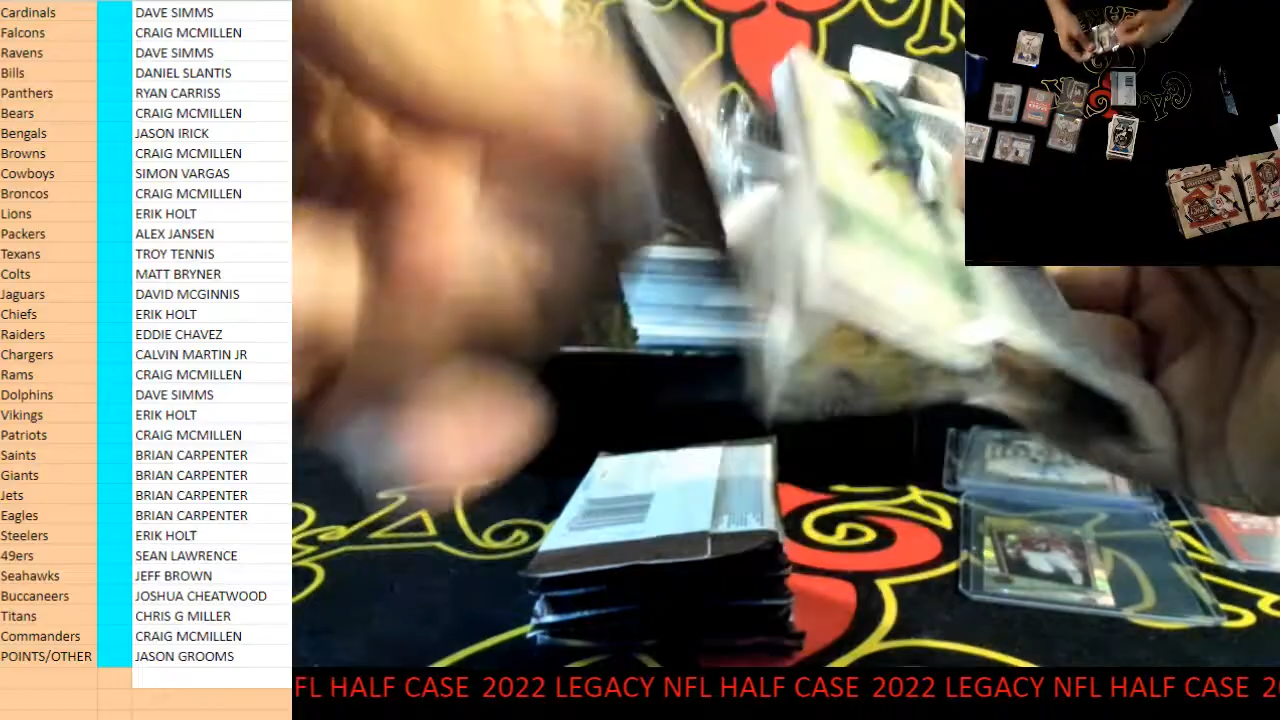 Cardinals DAVE SIMMS
Falcons CRAIG MCMILLEN
Ravens DAVE SIMMS
Bills DANIEL SLANTIS
Panthers RYAN CARRISS
Bears CRAIG MCMILLEN
Bengals JASON IRICK
Browns CRAIG MCMILLEN
Cowboys SIMON VARGAS
Broncos CRAIG MCMILLEN
Lions ERIK HOLT
Packers ALEX JANSEN
Texans TROY TENNIS
Colts MATT BRYNER
Jaguars DAVID MCGINNIS
Chiefs ERIK HOLT
Raiders EDDIE CHAVEZ
Chargers CALVIN MARTIN JR
Rams CRAIG MCMILLEN
Dolphins DAVE SIMMS
Vikings ERIK HOLT
Patriots CRAIG MCMILLEN
Saints BRIAN CARPENTER
Giants BRIAN CARPENTER
Jets BRIAN CARPENTER
Eagles BRIAN CARPENTER
Steelers ERIK HOLT
49ers SEAN LAWRENCE
Seahawks JEFF BROWN
Buccaneers JOSHUA CHEATWOOD
Titans CHRIS G MILLER
Commanders CRAIG MCMILLEN
POINTS/OTHER JASON GROOMS
FL HALF CASE 2022 LEGACY NFL HALF CASE 2022 LEGACY NFL HALF CASE 2